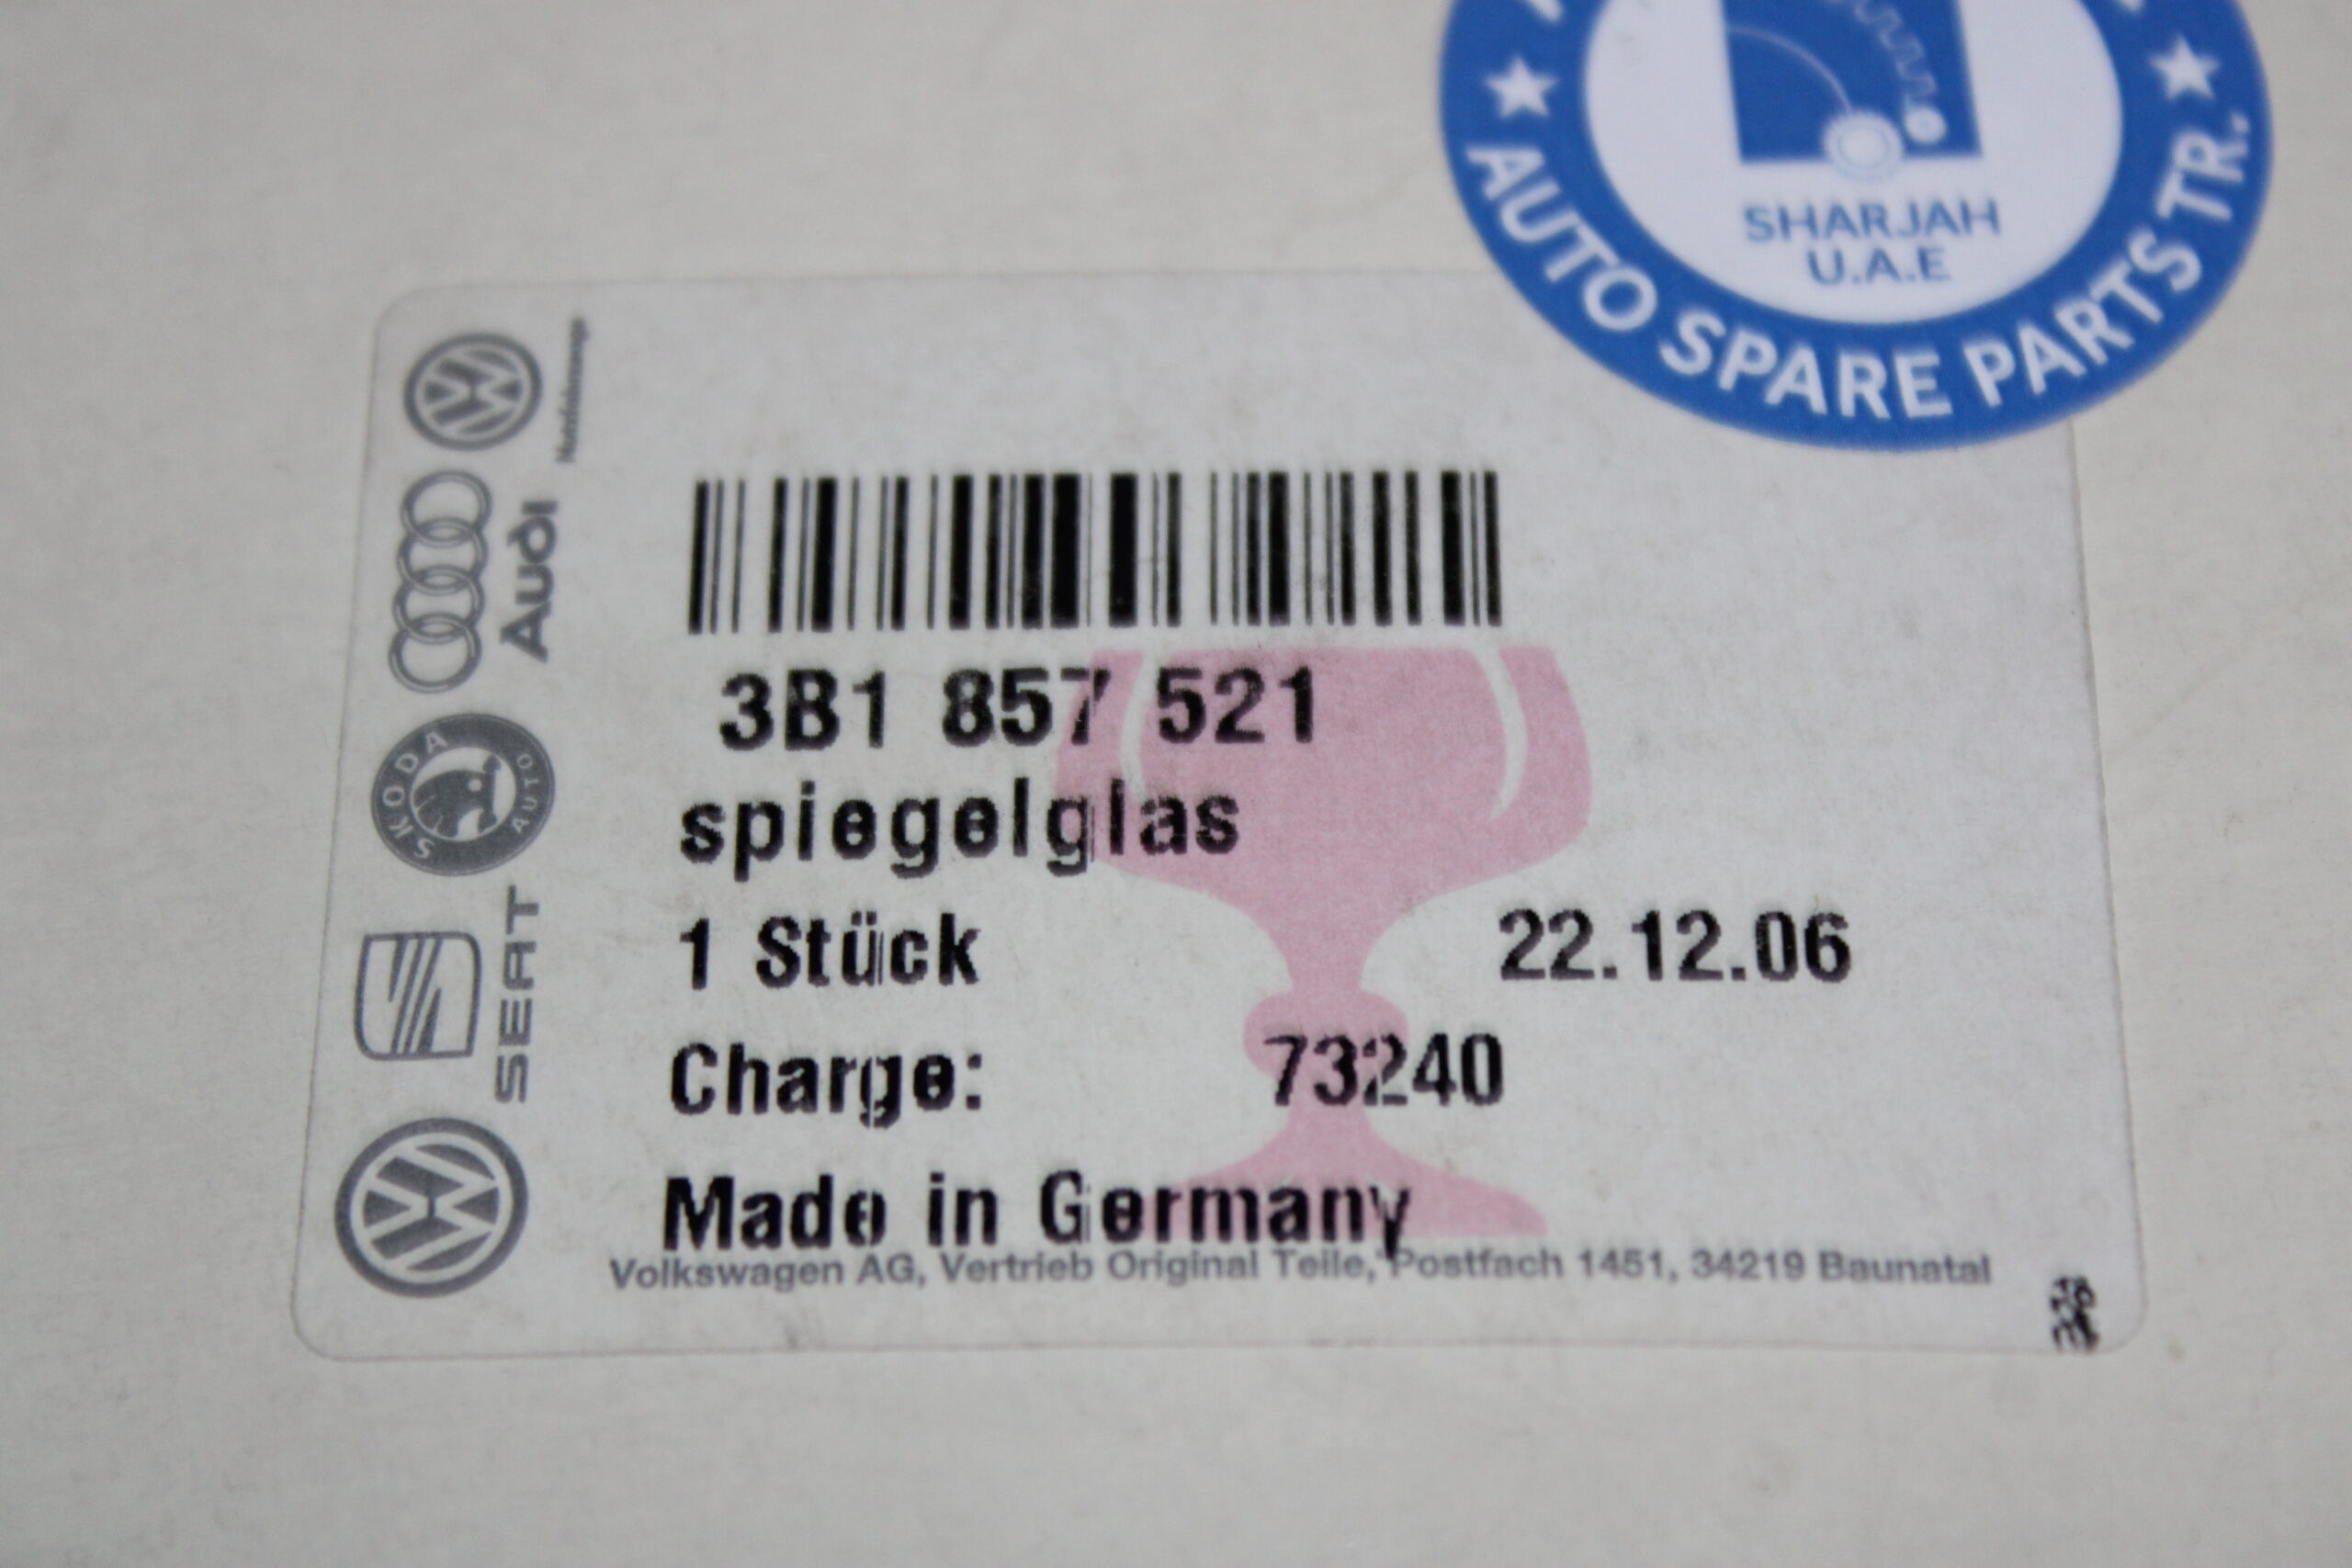 SHARJAH
U.A.E
AUTO SPARE PARTS TR.
Nutzfahrzeuge
Audi
SKODA
AUTO
SEAT
3B1 857 521
spiegelglas
1 Stück 22.12.06
Charge: 73240
Made in Germany
Volkswagen AG, Vertrieb Original Teile, Postfach 1451, 34219 Baunatal